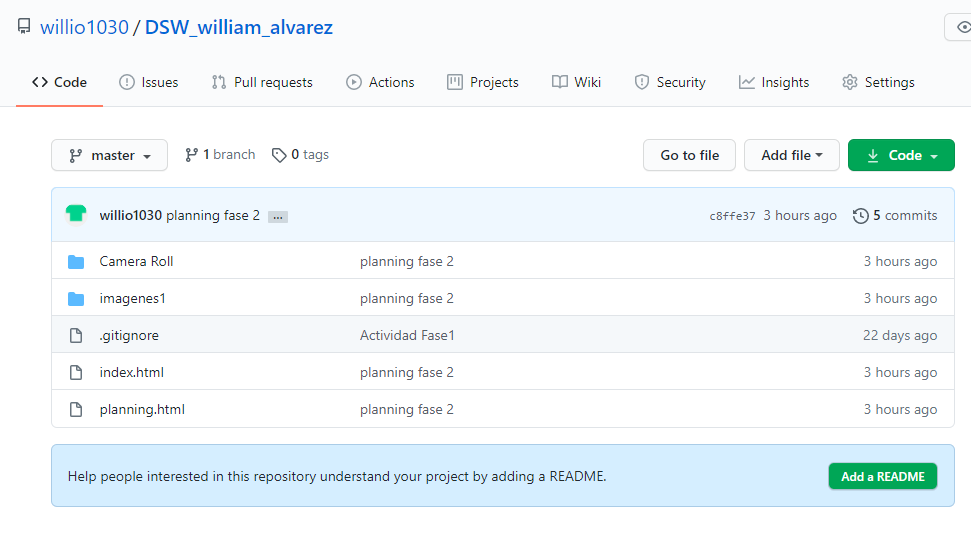 willio1030 / DSW_william_alvarez
Code Issues Pull requests Actions Projects Wiki Security Insights Settings
master 1 branch 0 tags Go to file Add file Code
willio1030 planning fase 2 ... c8ffe37 3 hours ago 5 commits
Camera Roll planning fase 2 3 hours ago
imagenes1 planning fase 2 3 hours ago
.gitignore Actividad Fase1 22 days ago
index.html planning fase 2 3 hours ago
planning.html planning fase 2 3 hours ago
Help people interested in this repository understand your project by adding a README. Add a README